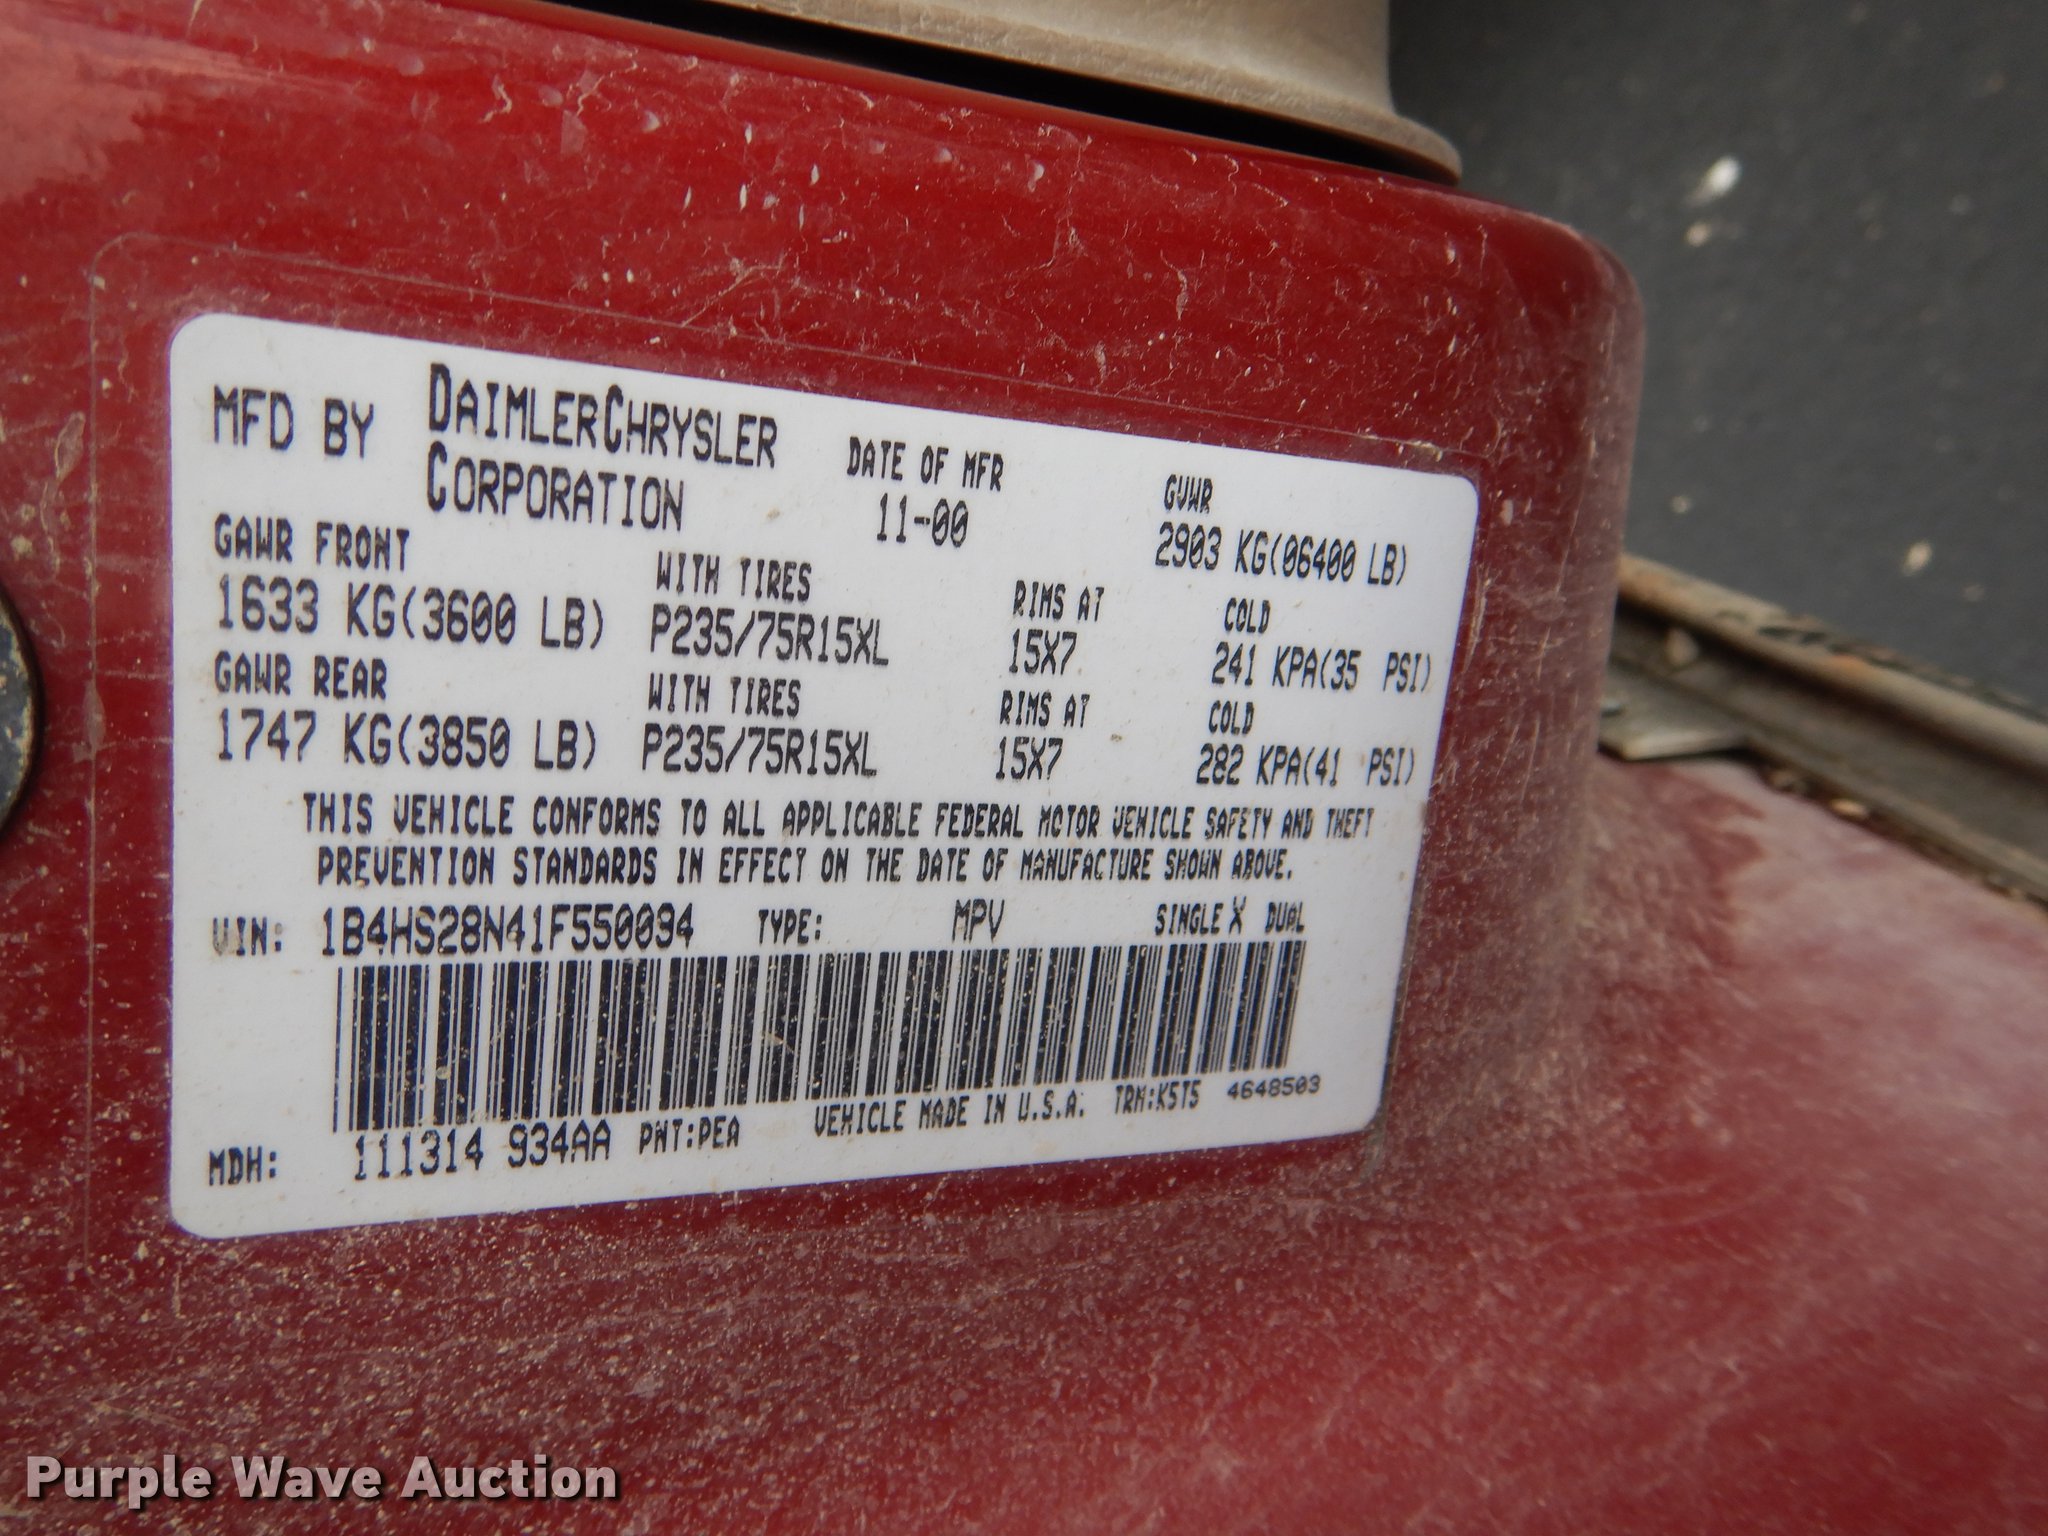 MFD BY DAIMLERCHRYSLER CORPORATION
DATE OF MFR 11-00
GVWR 2903 KG(06400 LB)
GAWR FRONT WITH TIRES RIMS AT COLD
1633 KG(3600 LB) P235/75R15XL 15X7 241 KPA(35 PSI)
GAWR REAR WITH TIRES RIMS AT COLD
1747 KG(3850 LB) P235/75R15XL 15X7 282 KPA(41 PSI)
THIS VEHICLE CONFORMS TO ALL APPLICABLE FEDERAL MOTOR VEHICLE SAFETY AND THEFT
PREVENTION STANDARDS IN EFFECT ON THE DATE OF MANUFACTURE SHOWN ABOVE.
VIN: 1B4HS28N41F550094 TYPE: MPV SINGLE X DUAL
MDH: 111314 934AA PNT:PEA VEHICLE MADE IN U.S.A. TRM:K5T5 4648503
Purple Wave Auction